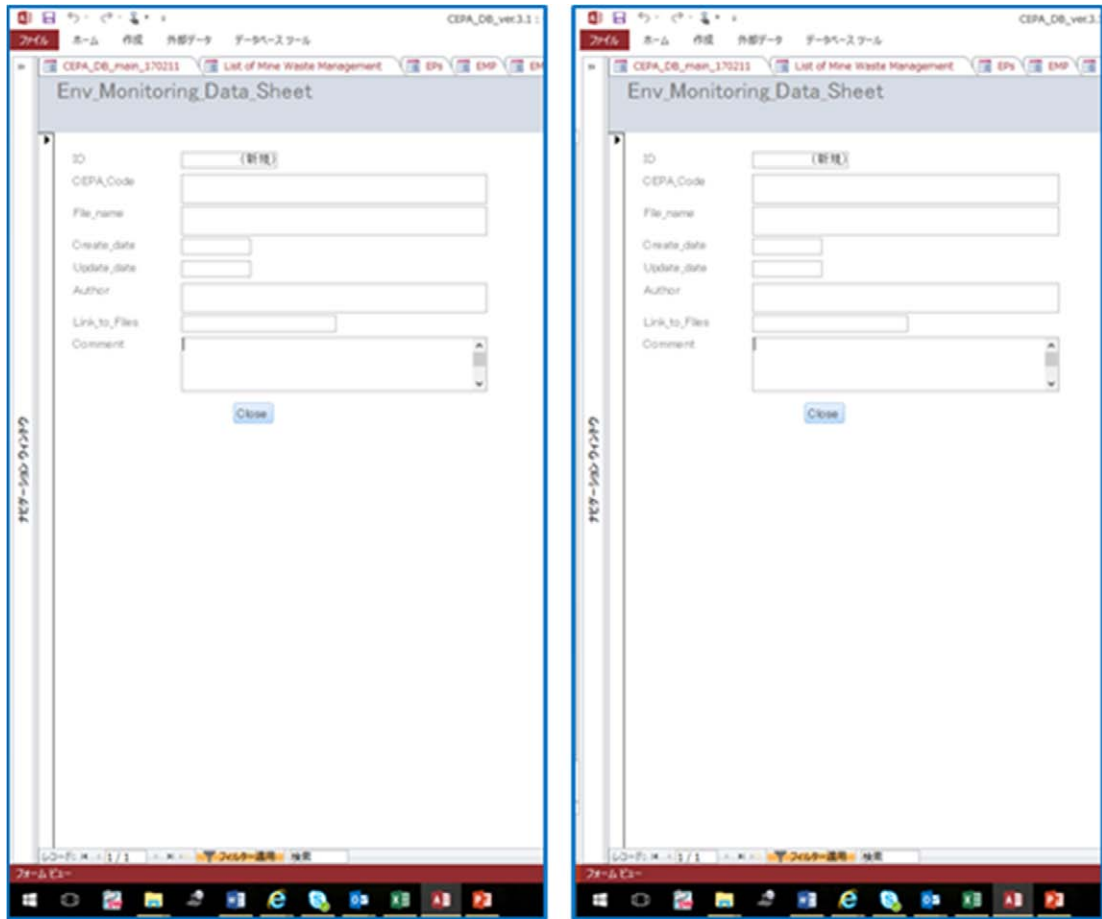 CEPA_DB_ver.3.1 :
ファイル ホーム 作成 外部データ データベース ツール
CEPA_DB_main_170211 List of Mine Waste Management EPs EMP EM
Env_Monitoring_Data_Sheet
ID (新規)
CEPA_Code
File_name
Create_date
Update_date
Author
Link_to_Files
Comment
Close
ナビゲーション ウィンドウ
レコード: 1 / 1 フィルター適用 検索
フォーム ビュー
CEPA_DB_ver.3.1
ファイル ホーム 作成 外部データ データベース ツール
CEPA_DB_main_170211 List of Mine Waste Management EPs EMP
Env_Monitoring_Data_Sheet
ID (新規)
CEPA_Code
File_name
Create_date
Update_date
Author
Link_to_Files
Comment
Close
ナビゲーション ウィンドウ
レコード: 1 / 1 フィルター適用 検索
フォーム ビュー